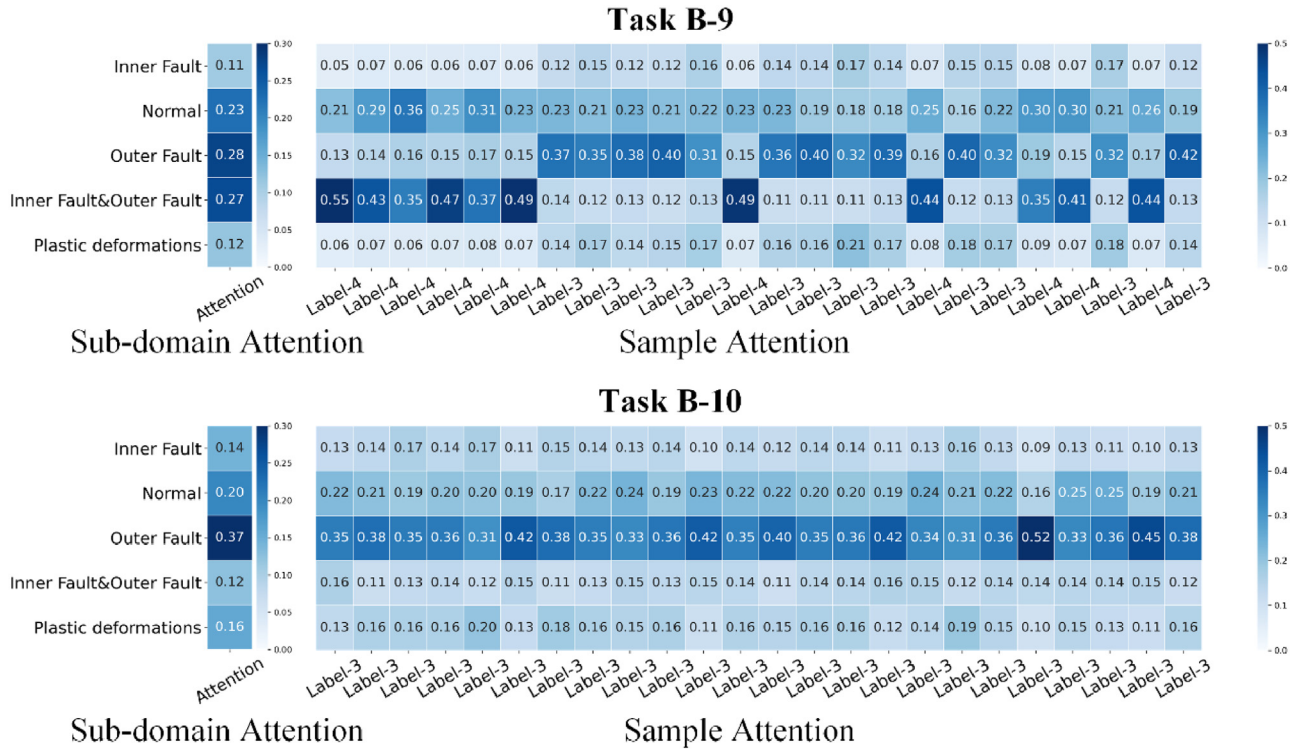 Task B-9
Inner Fault 0.11 0.30 0.05 0.07 0.06 0.06 0.07 0.06 0.12 0.15 0.12 0.12 0.16 0.06 0.14 0.14 0.17 0.14 0.07 0.15 0.15 0.08 0.07 0.17 0.07 0.12 0.5
0.25
Normal 0.23 0.21 0.29 0.36 0.25 0.31 0.23 0.23 0.21 0.23 0.21 0.22 0.23 0.23 0.19 0.18 0.18 0.25 0.16 0.22 0.30 0.30 0.21 0.26 0.19 0.4
0.20
Outer Fault 0.28 0.15 0.13 0.14 0.16 0.15 0.17 0.15 0.37 0.35 0.38 0.40 0.31 0.15 0.36 0.40 0.32 0.39 0.16 0.40 0.32 0.19 0.15 0.32 0.17 0.42 0.3
0.10
Inner Fault&Outer Fault 0.27 0.55 0.43 0.35 0.47 0.37 0.49 0.14 0.12 0.13 0.12 0.13 0.49 0.11 0.11 0.11 0.13 0.44 0.12 0.13 0.35 0.41 0.12 0.44 0.13 0.2
0.05
Plastic deformations 0.12 0.06 0.07 0.06 0.07 0.08 0.07 0.14 0.17 0.14 0.15 0.17 0.07 0.16 0.16 0.21 0.17 0.08 0.18 0.17 0.09 0.07 0.18 0.07 0.14 0.1
0.00 0.0
Attention Label-4 Label-4 Label-4 Label-4 Label-4 Label-4 Label-3 Label-3 Label-3 Label-3 Label-3 Label-4 Label-3 Label-3 Label-3 Label-3 Label-4 Label-3 Label-3 Label-4 Label-4 Label-3 Label-4 Label-3
Sub-domain Attention Sample Attention
Task B-10
Inner Fault 0.14 0.30 0.13 0.14 0.17 0.14 0.17 0.11 0.15 0.14 0.13 0.14 0.10 0.14 0.12 0.14 0.14 0.11 0.13 0.16 0.13 0.09 0.13 0.11 0.10 0.13 0.5
0.25
Normal 0.20 0.22 0.21 0.19 0.20 0.20 0.19 0.17 0.22 0.24 0.19 0.23 0.22 0.22 0.20 0.20 0.19 0.24 0.21 0.22 0.16 0.25 0.25 0.19 0.21 0.4
0.20
Outer Fault 0.37 0.15 0.35 0.38 0.35 0.36 0.31 0.42 0.38 0.35 0.33 0.36 0.42 0.35 0.40 0.35 0.36 0.42 0.34 0.31 0.36 0.52 0.33 0.36 0.45 0.38 0.3
0.10
Inner Fault&Outer Fault 0.12 0.16 0.11 0.13 0.14 0.12 0.15 0.11 0.13 0.15 0.13 0.15 0.14 0.11 0.14 0.14 0.16 0.15 0.12 0.14 0.14 0.14 0.14 0.15 0.12 0.2
0.05
Plastic deformations 0.16 0.13 0.16 0.16 0.16 0.20 0.13 0.18 0.16 0.15 0.16 0.11 0.16 0.15 0.16 0.16 0.12 0.14 0.19 0.15 0.10 0.15 0.13 0.11 0.16 0.1
0.00 0.0
Attention Label-3 Label-3 Label-3 Label-3 Label-3 Label-3 Label-3 Label-3 Label-3 Label-3 Label-3 Label-3 Label-3 Label-3 Label-3 Label-3 Label-3 Label-3 Label-3 Label-3 Label-3 Label-3 Label-3 Label-3
Sub-domain Attention Sample Attention